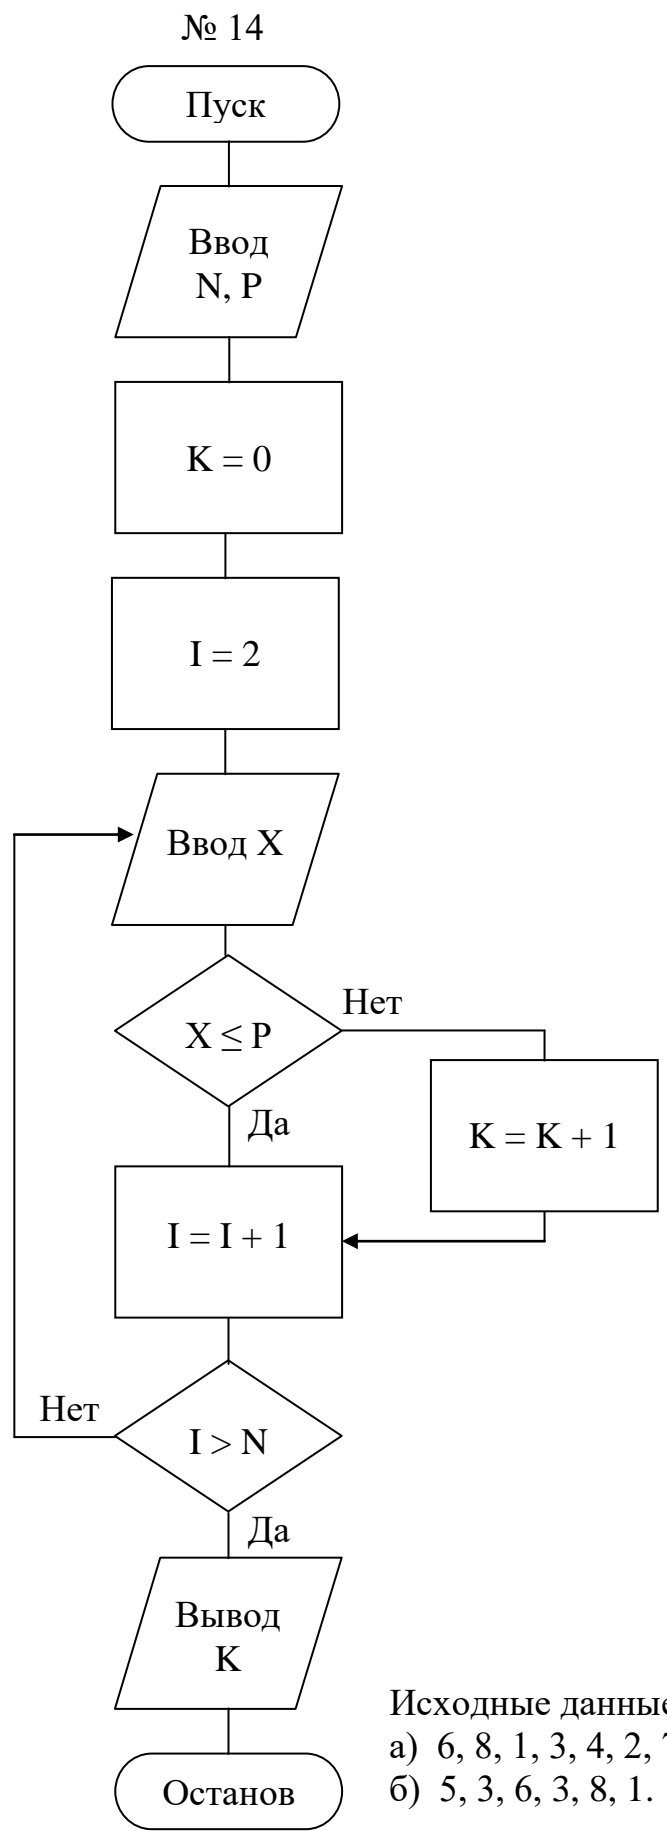 № 14
Пуск
Ввод
N, P
K = 0
I = 2
Ввод X
X ≤ P
Нет
Да
K = K + 1
I = I + 1
I > N
Нет
Да
Вывод
K
Останов
Исходные данные
а) 6, 8, 1, 3, 4, 2,
б) 5, 3, 6, 3, 8, 1.